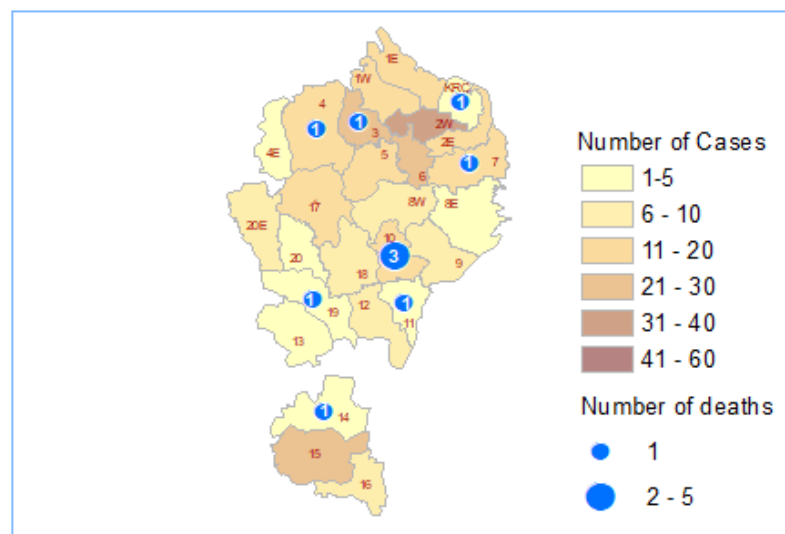 1E
1W
KRC
1
4
1
1
3
2W
2E
4E
5
1
7
6
17
8W
8E
20E
10
20
3
9
18
1
19
12
1
11
13
1
14
15
16
Number of Cases
1-5
6 - 10
11 - 20
21 - 30
31 - 40
41 - 60
Number of deaths
1
2 - 5